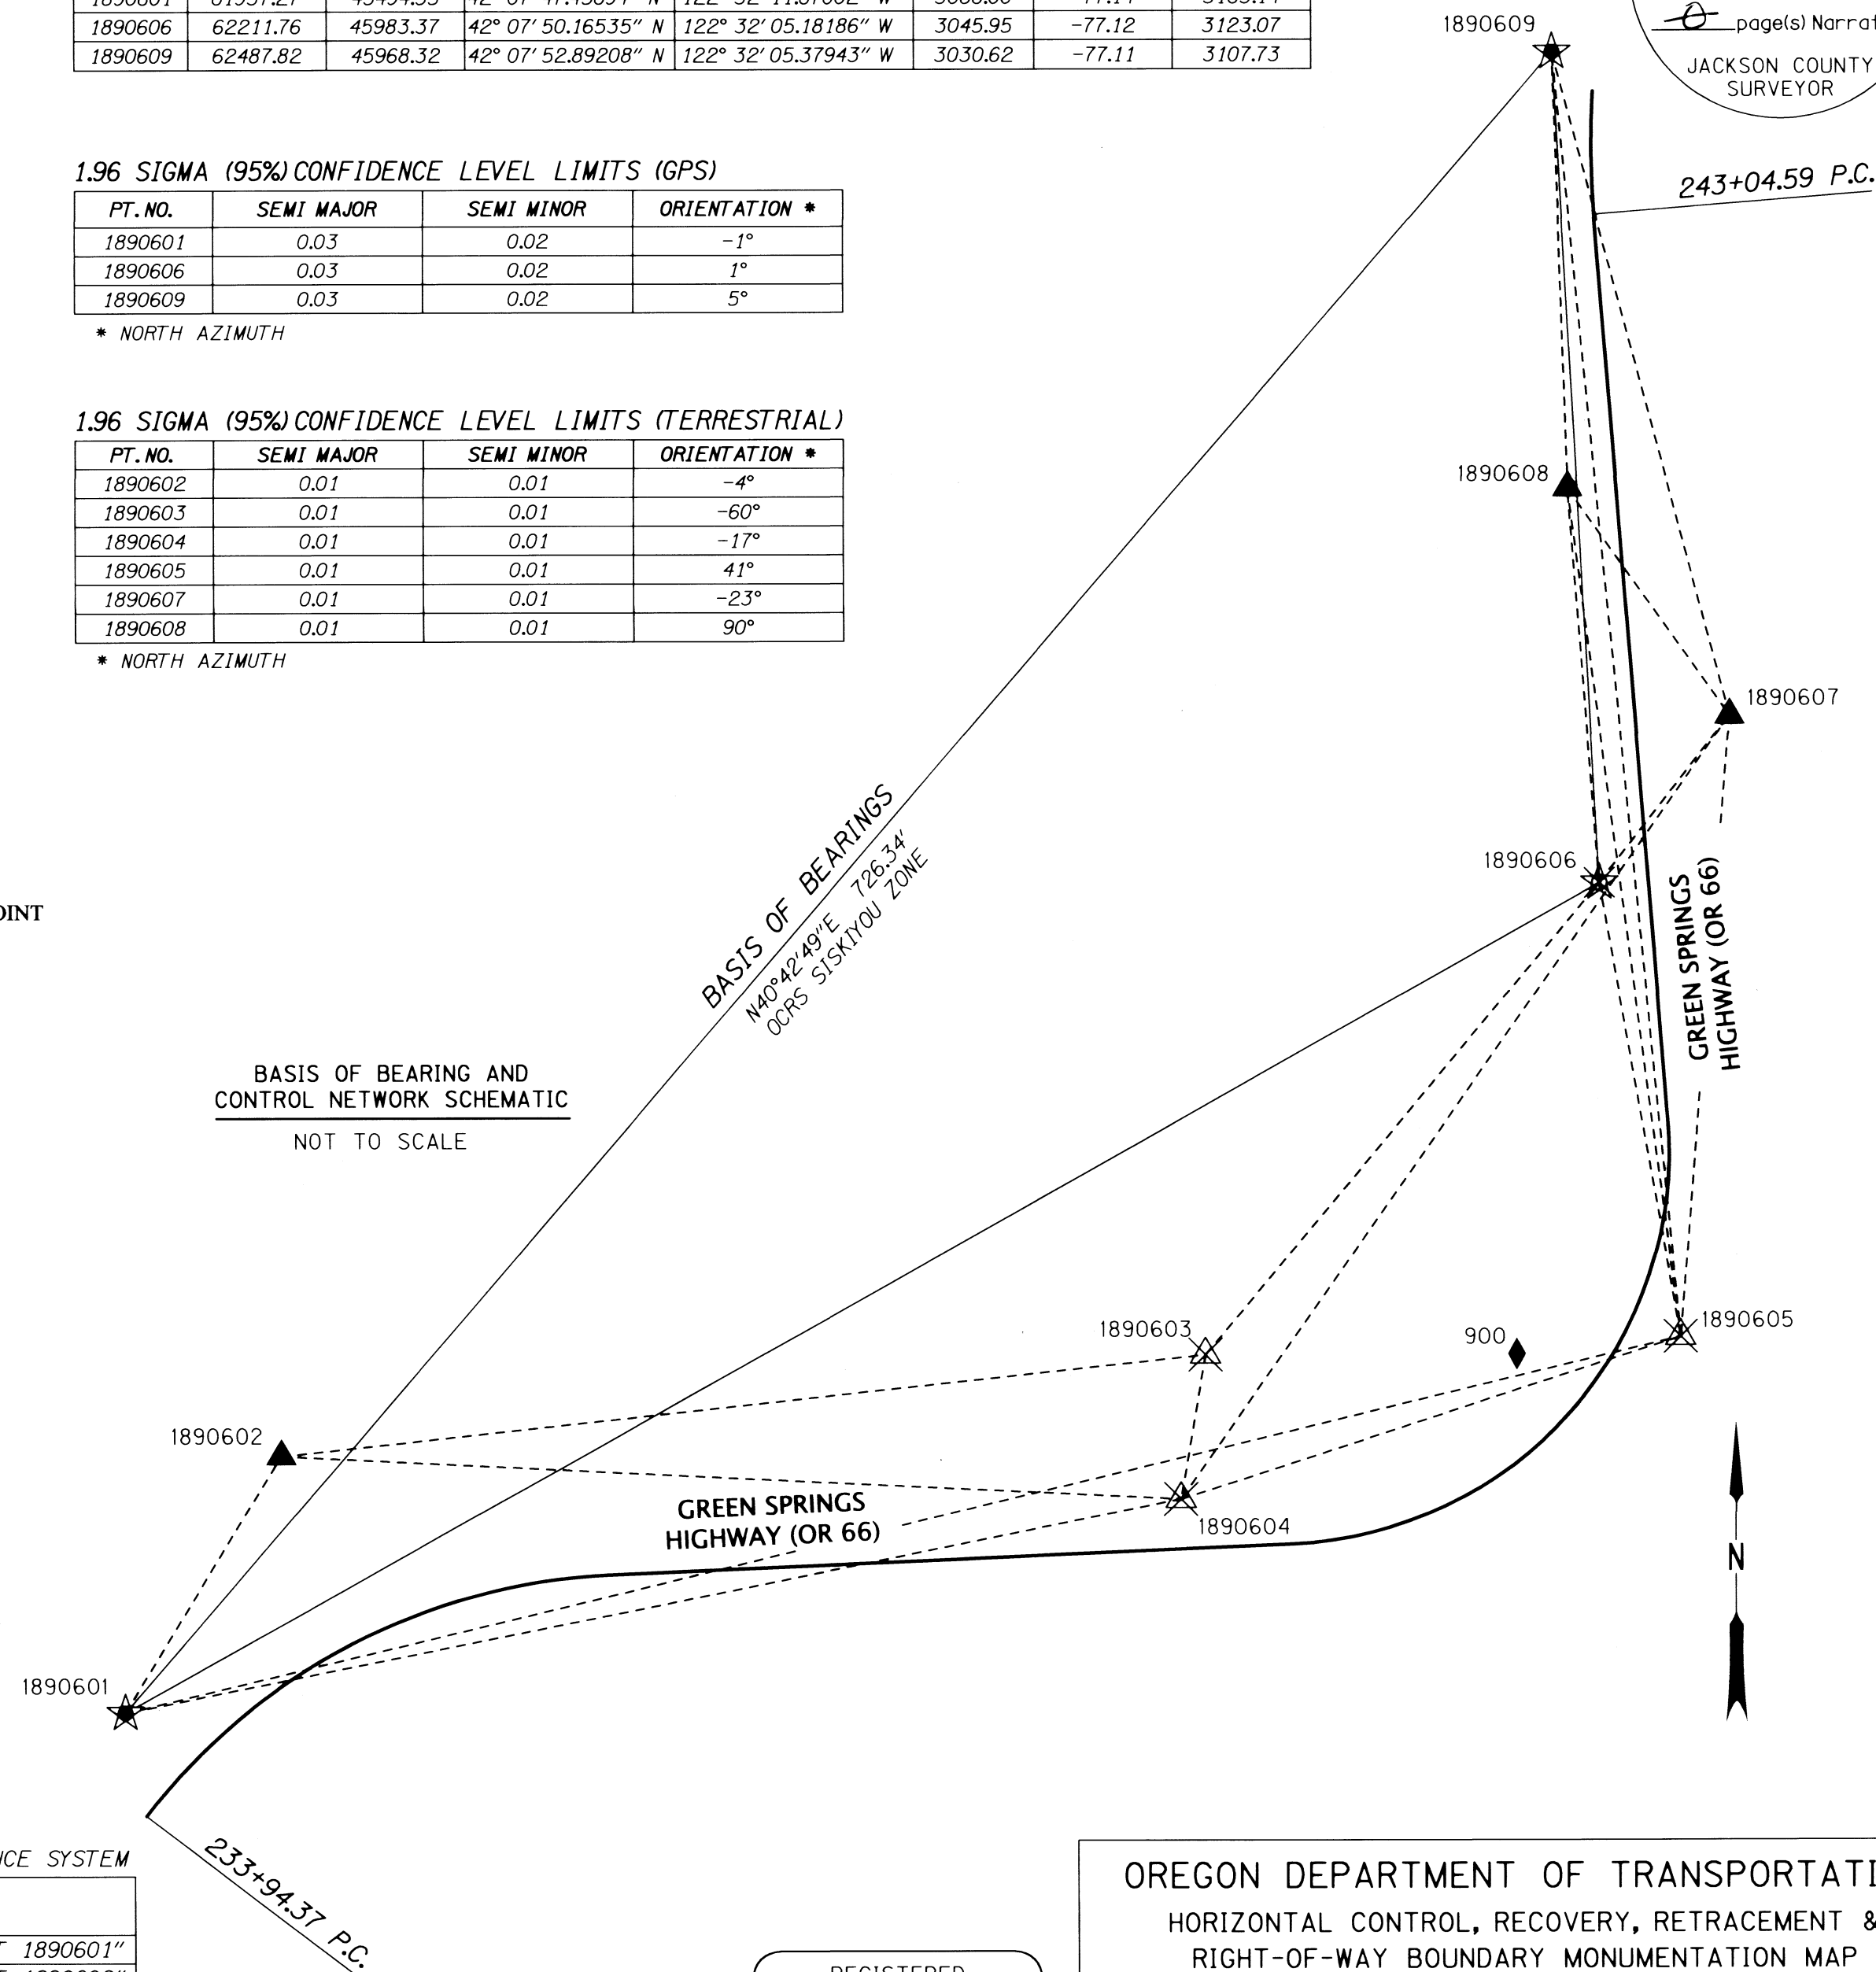 1890606 62211.76 45983.37 42° 07' 50.16535" N 122° 32' 05.18186" W 3045.95 -77.12 3123.07
1890609 62487.82 45968.32 42° 07' 52.89208" N 122° 32' 05.37943" W 3030.62 -77.11 3107.73
1890609
page(s) Narrat
JACKSON COUNTY
SURVEYOR
243+04.59 P.C.
1.96 SIGMA (95%) CONFIDENCE LEVEL LIMITS (GPS)
PT. NO. SEMI MAJOR SEMI MINOR ORIENTATION *
1890601 0.03 0.02 -1°
1890606 0.03 0.02 1°
1890609 0.03 0.02 5°
* NORTH AZIMUTH
1.96 SIGMA (95%) CONFIDENCE LEVEL LIMITS (TERRESTRIAL)
PT. NO. SEMI MAJOR SEMI MINOR ORIENTATION *
1890602 0.01 0.01 -4°
1890603 0.01 0.01 -60°
1890604 0.01 0.01 -17°
1890605 0.01 0.01 41°
1890607 0.01 0.01 -23°
1890608 0.01 0.01 90°
* NORTH AZIMUTH
1890608
1890607
1890606
OINT
BASIS OF BEARINGS
N40°42'49"E 726.34'
OCRS SISKIYOU ZONE
GREEN SPRINGS
HIGHWAY (OR 66)
BASIS OF BEARING AND
CONTROL NETWORK SCHEMATIC
NOT TO SCALE
1890603
900
1890605
1890602
GREEN SPRINGS
HIGHWAY (OR 66)
1890604
N
1890601
233+94.37 P.C.
NCE SYSTEM
T 1890601"
OREGON DEPARTMENT OF TRANSPORTATI
HORIZONTAL CONTROL, RECOVERY, RETRACEMENT &
RIGHT-OF-WAY BOUNDARY MONUMENTATION MAP
REGISTERED